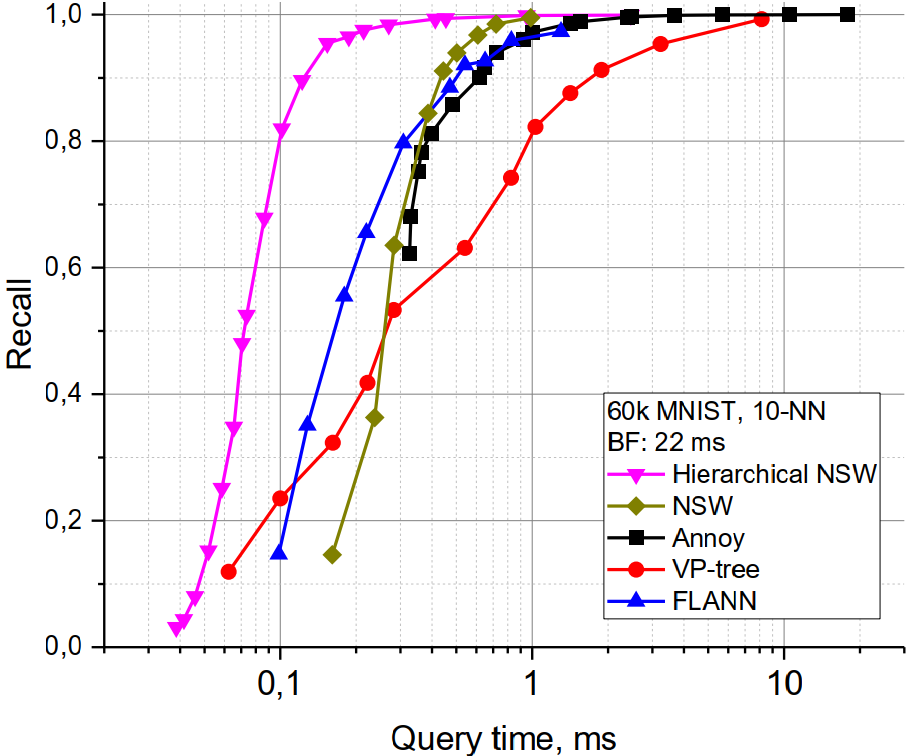 1,0
0,8
0,6
0,4
0,2
0,0
Recall
60k MNIST, 10-NN
BF: 22 ms
Hierarchical NSW
NSW
Annoy
VP-tree
FLANN
0,1 1 10
Query time, ms